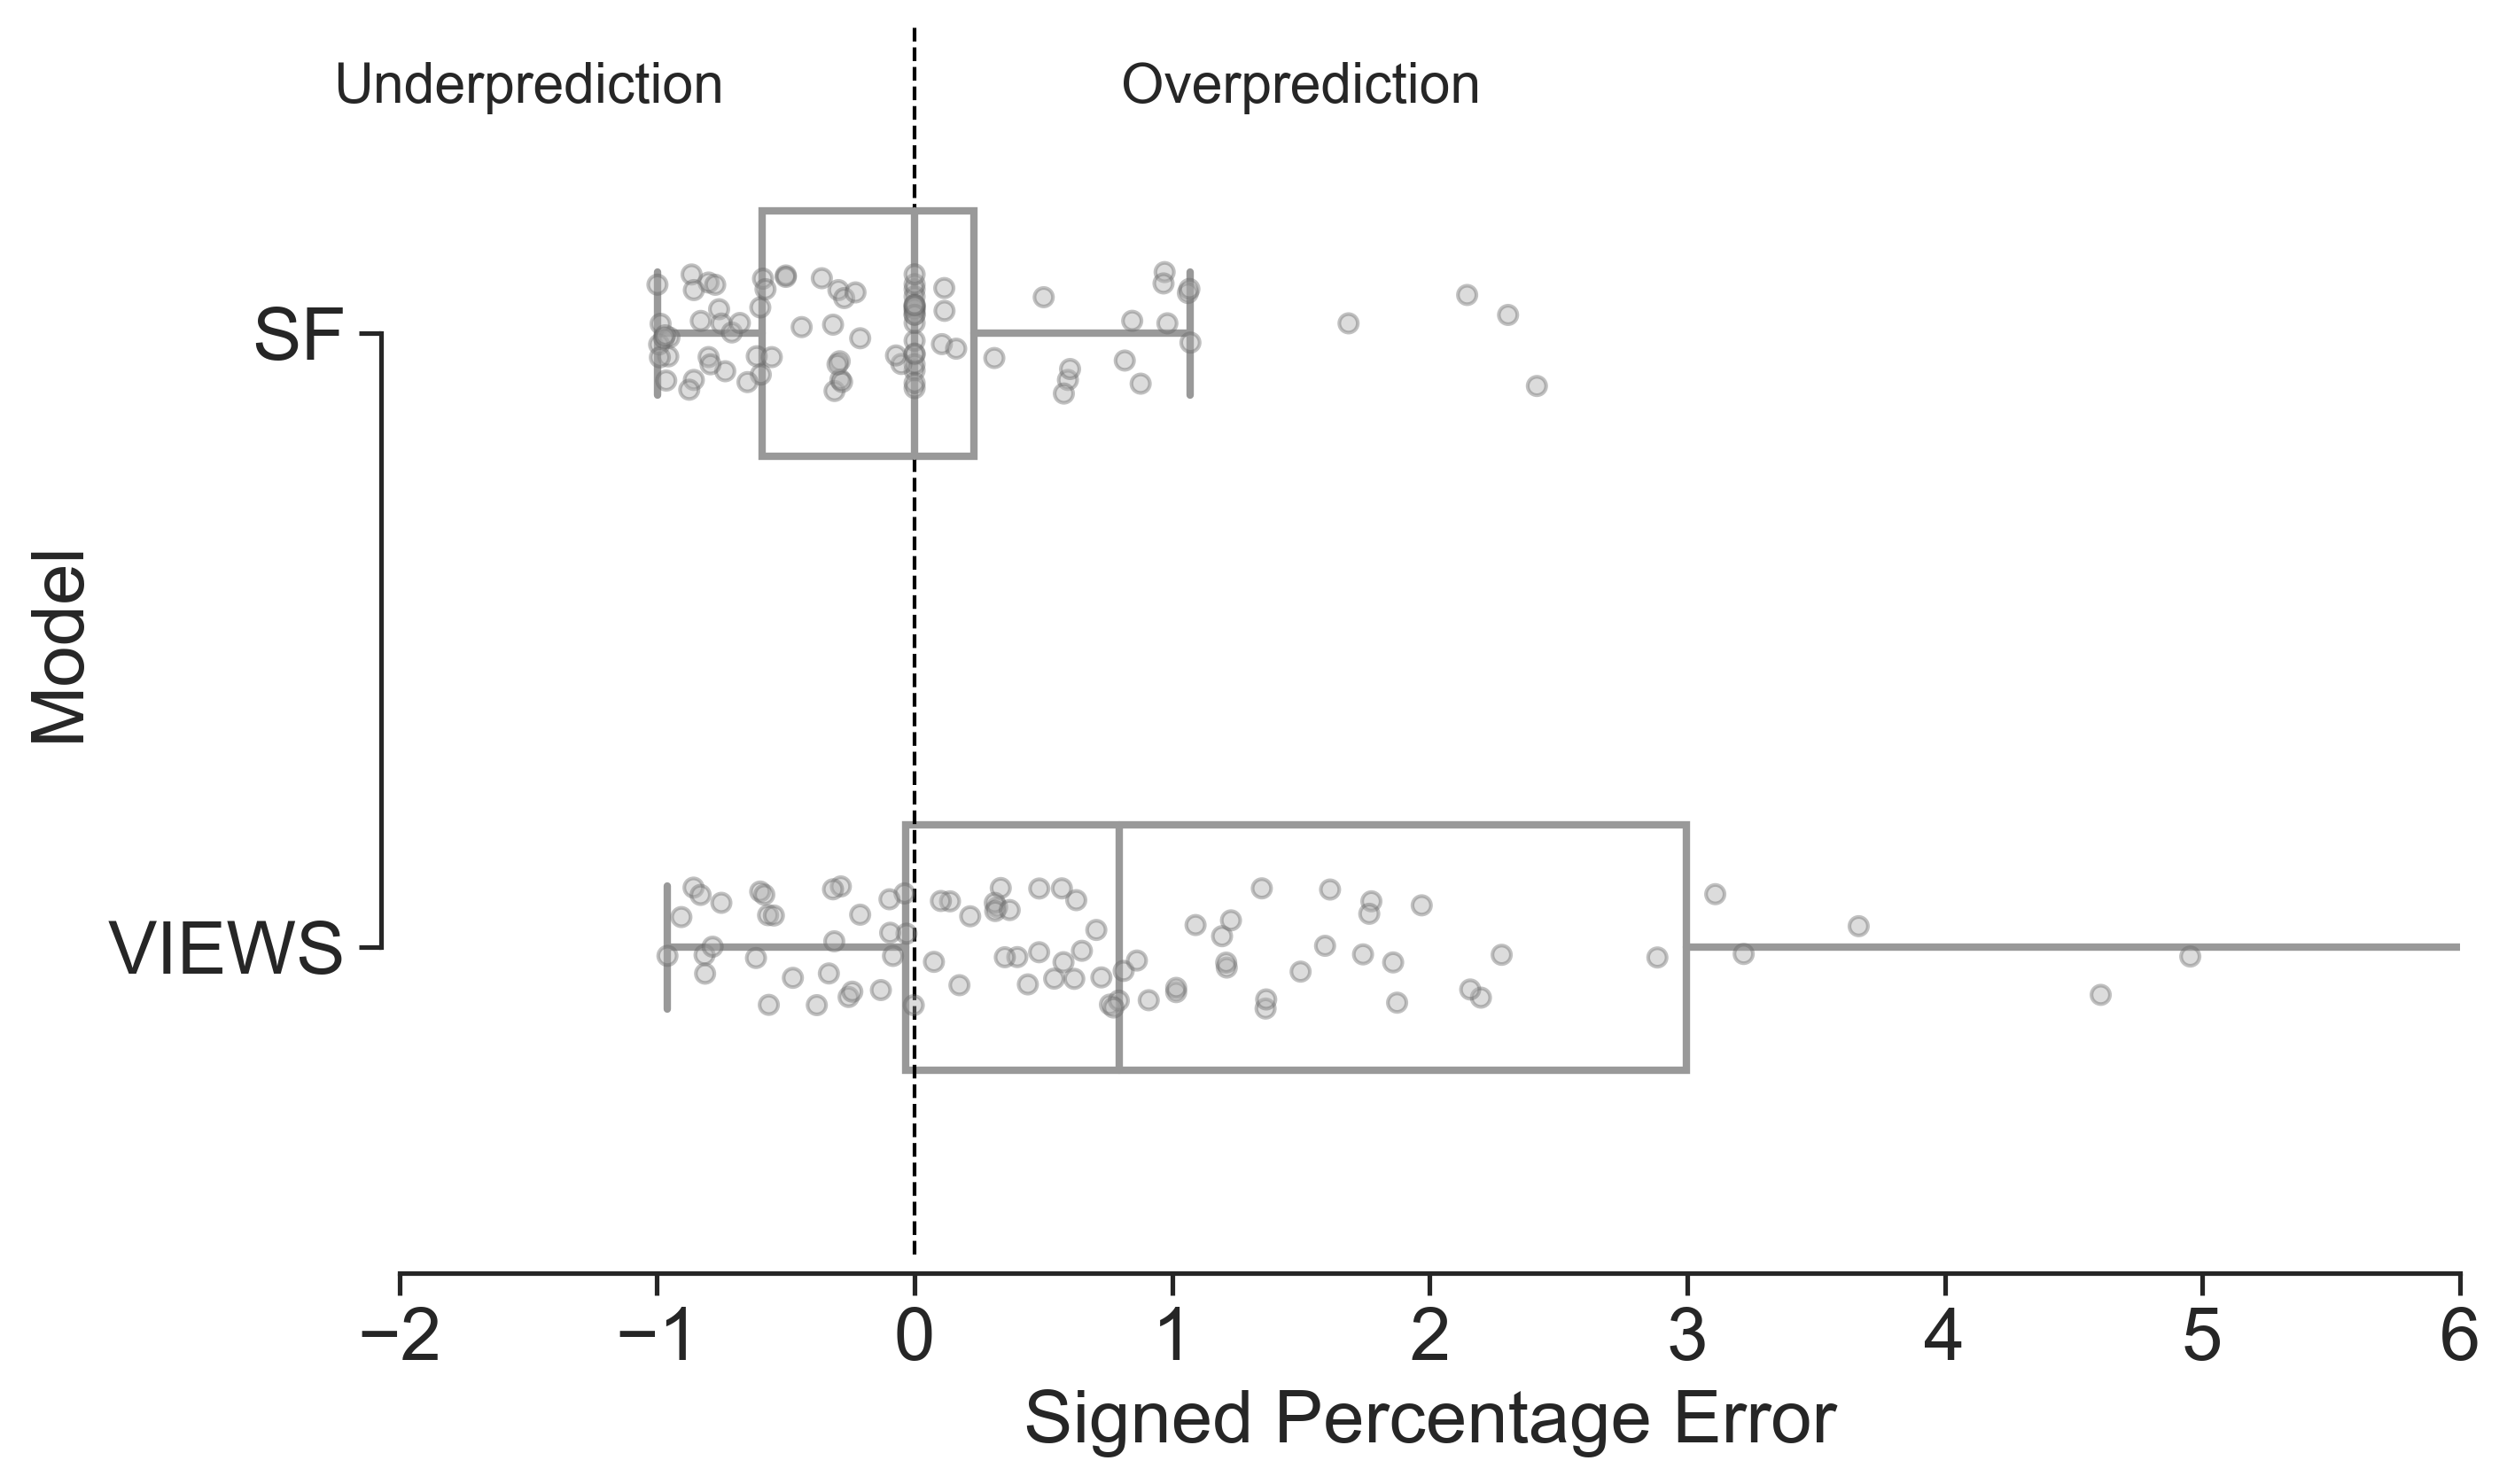 Underprediction
Overprediction
SF
Model
VIEWS
−2
−1
0
1
2
3
4
5
6
Signed Percentage Error